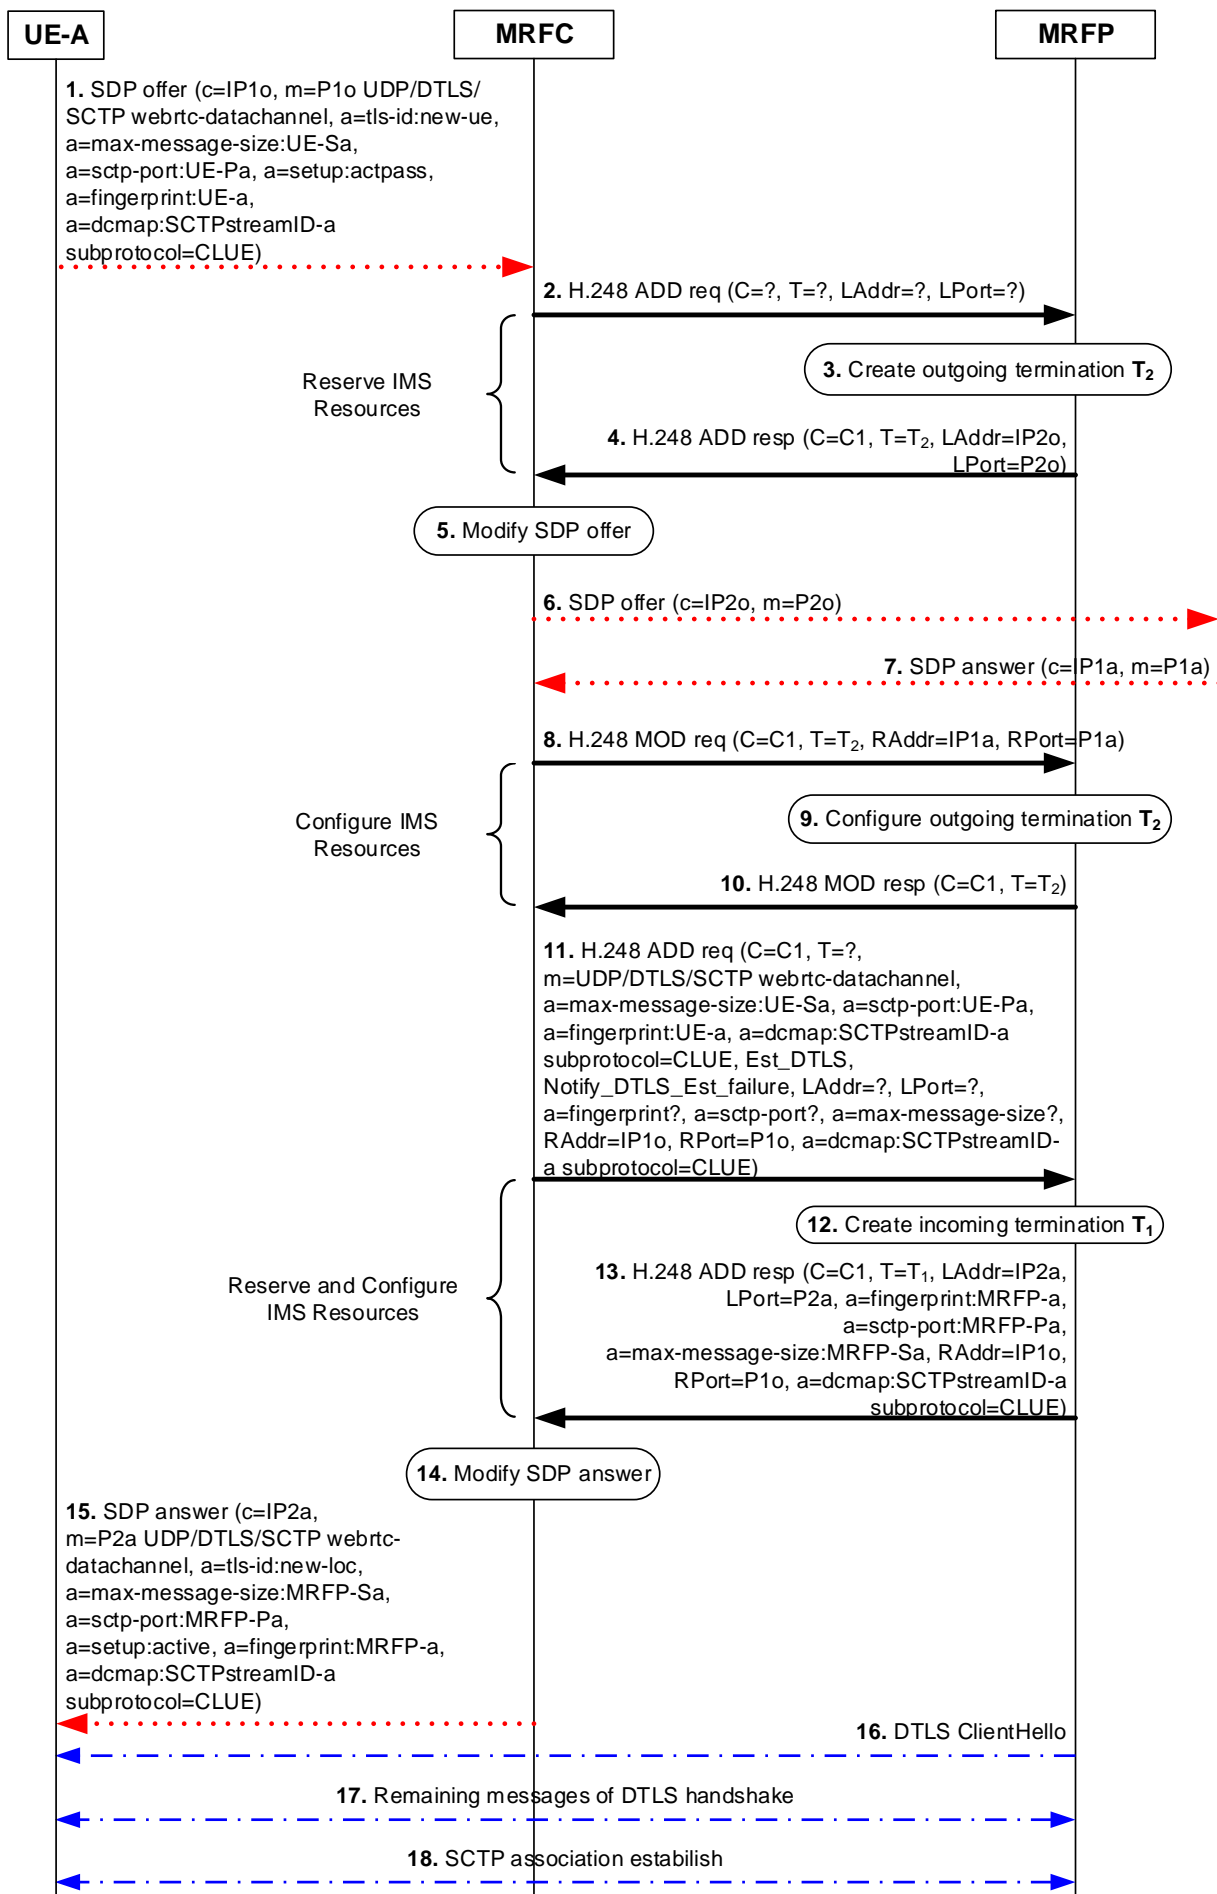 UE-A
MRFC
MRFP
1. SDP offer (c=IP1o, m=P1o UDP/DTLS/
SCTP webrtc-datachannel, a=tls-id:new-ue,
a=max-message-size:UE-Sa,
a=sctp-port:UE-Pa, a=setup:actpass,
a=fingerprint:UE-a,
a=dcmap:SCTPstreamID-a
subprotocol=CLUE)
2. H.248 ADD req (C=?, T=?, LAddr=?, LPort=?)
3. Create outgoing termination T2
Reserve IMS
Resources
4. H.248 ADD resp (C=C1, T=T2, LAddr=IP2o,
LPort=P2o)
5. Modify SDP offer
6. SDP offer (c=IP2o, m=P2o)
7. SDP answer (c=IP1a, m=P1a)
8. H.248 MOD req (C=C1, T=T2, RAddr=IP1a, RPort=P1a)
9. Configure outgoing termination T2
Configure IMS
Resources
10. H.248 MOD resp (C=C1, T=T2)
11. H.248 ADD req (C=C1, T=?,
m=UDP/DTLS/SCTP webrtc-datachannel,
a=max-message-size:UE-Sa, a=sctp-port:UE-Pa,
a=fingerprint:UE-a, a=dcmap:SCTPstreamID-a
subprotocol=CLUE, Est_DTLS,
Notify_DTLS_Est_failure, LAddr=?, LPort=?,
a=fingerprint?, a=sctp-port?, a=max-message-size?,
RAddr=IP1o, RPort=P1o, a=dcmap:SCTPstreamID-
a subprotocol=CLUE)
12. Create incoming termination T1
Reserve and Configure
IMS Resources
13. H.248 ADD resp (C=C1, T=T1, LAddr=IP2a,
LPort=P2a, a=fingerprint:MRFP-a,
a=sctp-port:MRFP-Pa,
a=max-message-size:MRFP-Sa, RAddr=IP1o,
RPort=P1o, a=dcmap:SCTPstreamID-a
subprotocol=CLUE)
14. Modify SDP answer
15. SDP answer (c=IP2a,
m=P2a UDP/DTLS/SCTP webrtc-
datachannel, a=tls-id:new-loc,
a=max-message-size:MRFP-Sa,
a=sctp-port:MRFP-Pa,
a=setup:active, a=fingerprint:MRFP-a,
a=dcmap:SCTPstreamID-a
subprotocol=CLUE)
16. DTLS ClientHello
17. Remaining messages of DTLS handshake
18. SCTP association estabilish